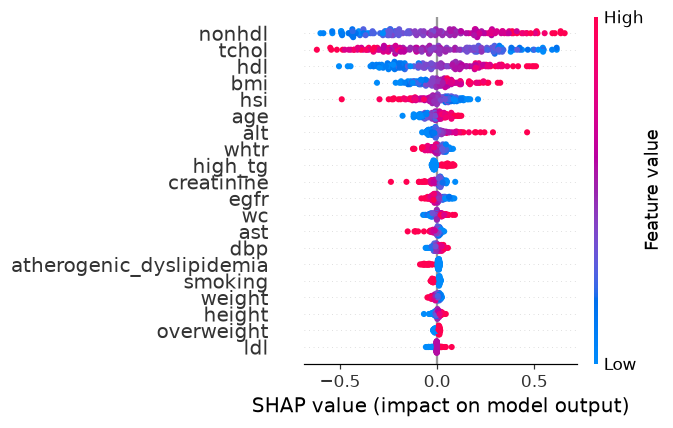 High
nonhdl
tchol
hdl
bmi
hsi
age
alt
whtr
high_tg
creatinine
egfr
wc
ast
dbp
atherogenic_dyslipidemia
smoking
weight
height
overweight
ldl
Low
Feature value
−0.5 0.0 0.5
SHAP value (impact on model output)